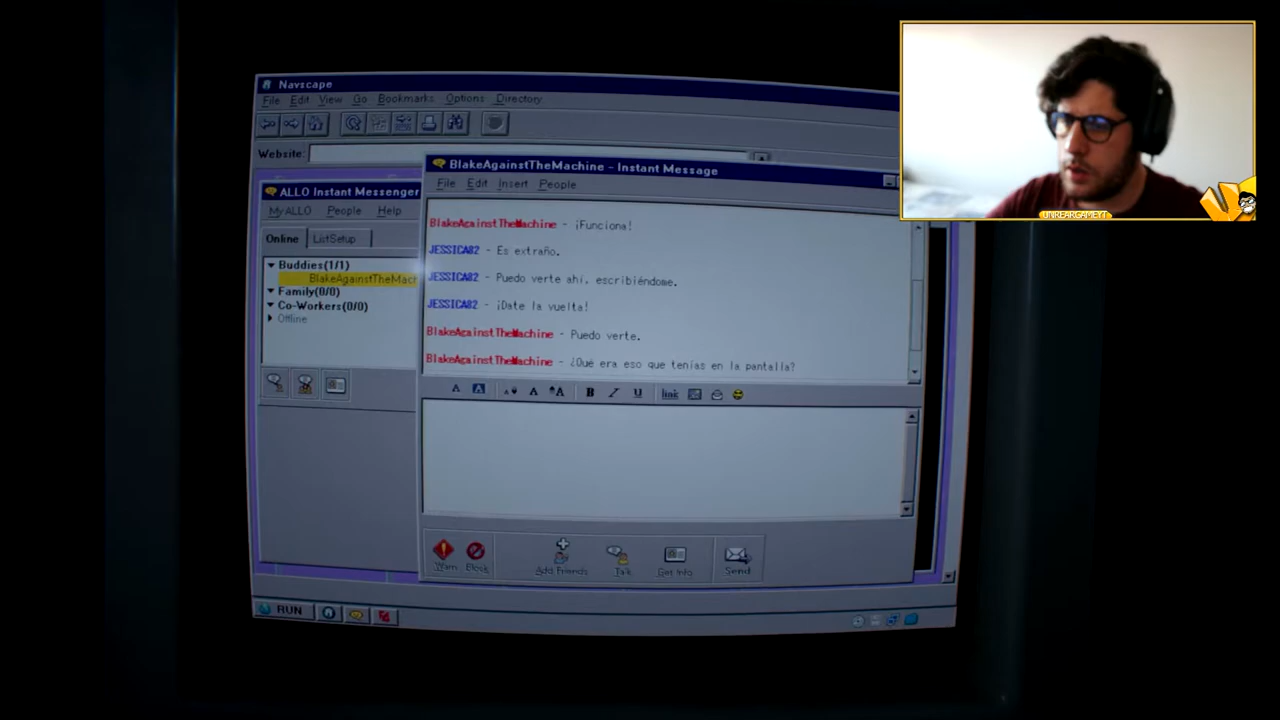 Navscape
File Edit View Go Bookmarks Options Directory
Website:
ALLO Instant Messenger
MyALLO People Help
Online ListSetup
Buddies(1/1)
BlakeAgainstTheMach
Family(0/0)
Co-Workers(0/0)
Offline
BlakeAgainstTheMachine - Instant Message
File Edit Insert People
BlakeAgainstTheMachine - ¡Funciona!
JESSICA82 - Es extraño.
JESSICA82 - Puedo verte ahí, escribiéndome.
JESSICA82 - ¡Date la vuelta!
BlakeAgainstTheMachine - Puedo verte.
BlakeAgainstTheMachine - ¿Qué era eso que tenías en la pantalla?
A A A A A B I U link
Warn Block Add Friends Talk Get Info Send
RUN
UNREARGAMEYT